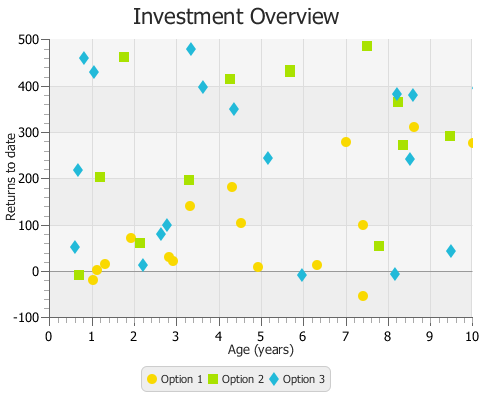 Investment Overview
500
400
300
200
100
0
-100
Returns to date
0 1 2 3 4 5 6 7 8 9 10
Age (years)
Option 1 Option 2 Option 3